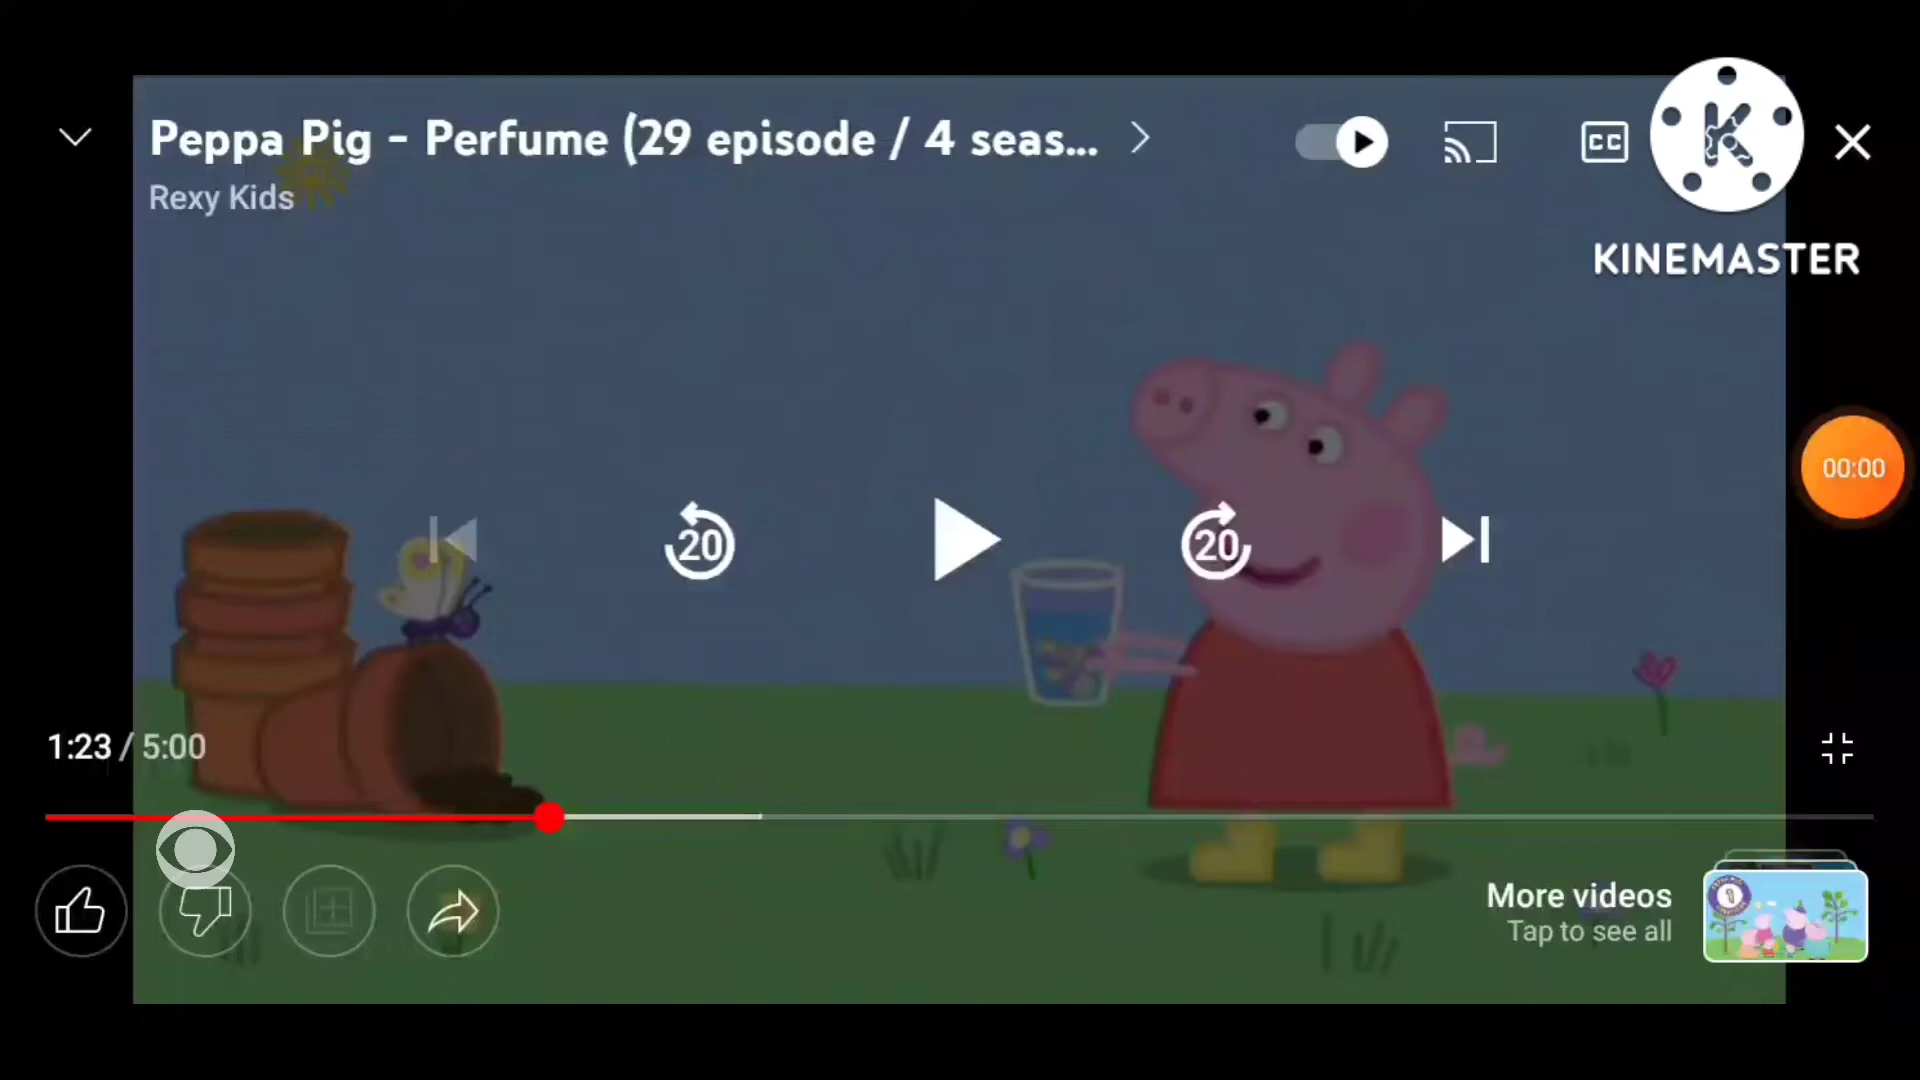 Peppa Pig - Perfume (29 episode / 4 seas...
Rexy Kids
CC
K
KINEMASTER
00:00
20
20
1:23 / 5:00
More videos
Tap to see all